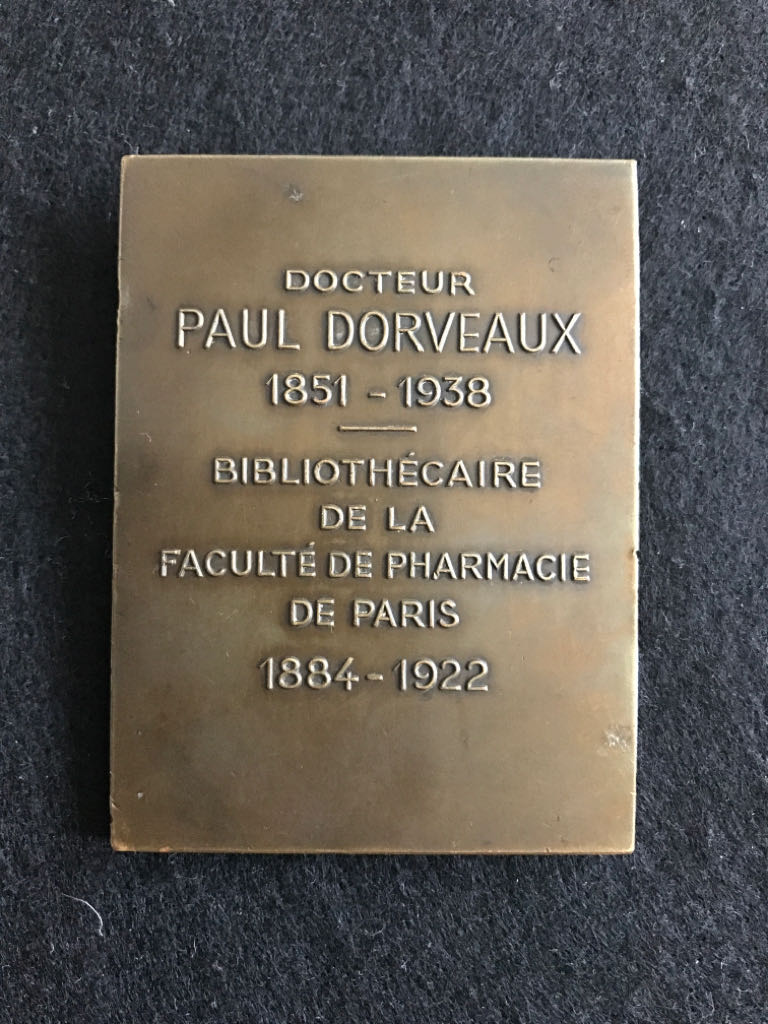 DOCTEUR
PAUL DORVEAUX
1851 - 1938
BIBLIOTHÉCAIRE
DE LA
FACULTÉ DE PHARMACIE
DE PARIS
1884 - 1922